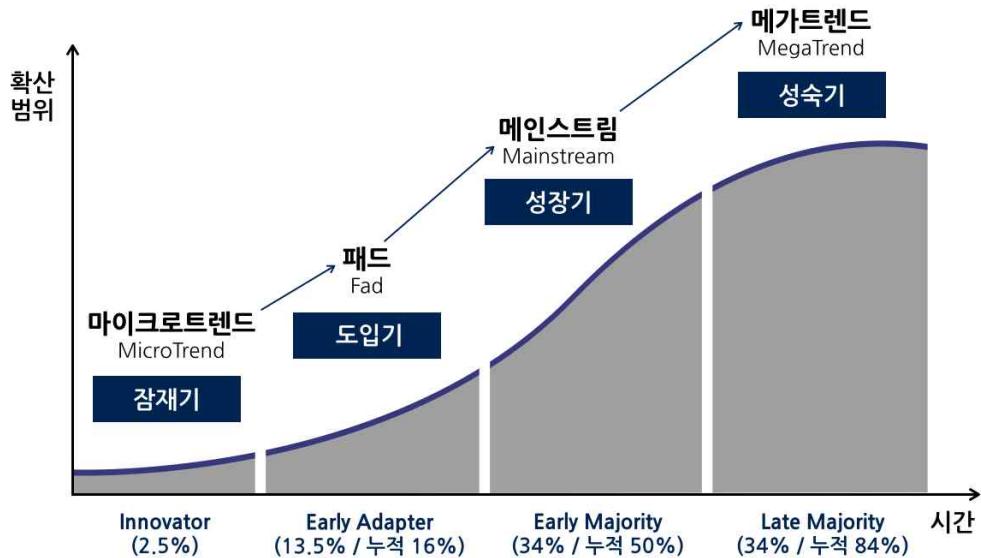 메가트렌드
MegaTrend
성숙기
확산
범위
메인스트림
Mainstream
성장기
패드
Fad
도입기
마이크로트렌드
MicroTrend
잠재기
Innovator
(2.5%)
Early Adapter
(13.5% / 누적 16%)
Early Majority
(34% / 누적 50%)
Late Majority
(34% / 누적 84%)
시간